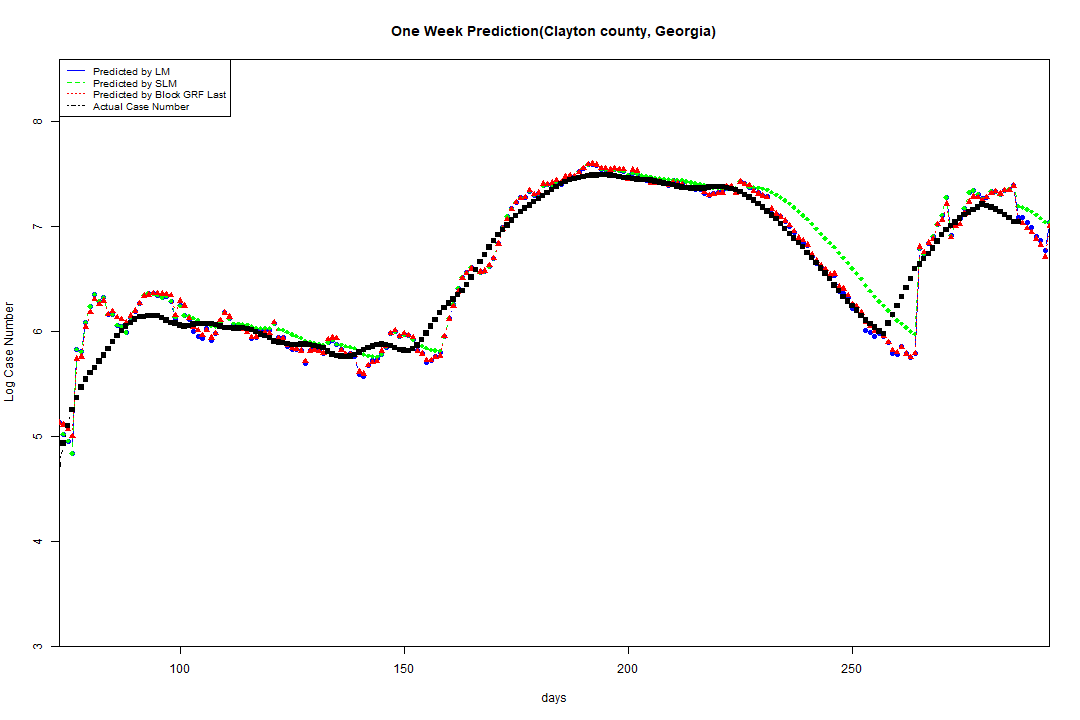 One Week Prediction(Clayton county, Georgia)
Predicted by LM
Predicted by SLM
Predicted by Block GRF Last
Actual Case Number
8
7
6
5
4
3
Log Case Number
100 150 200 250
days